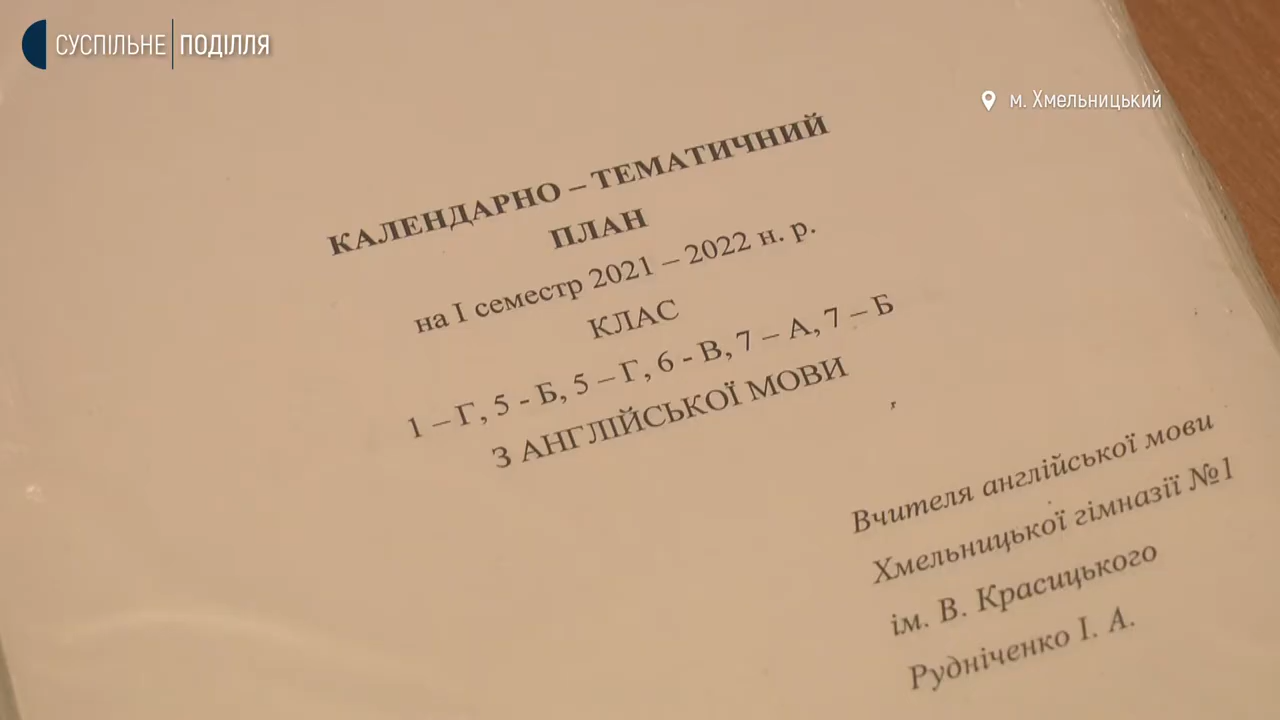 СУСПІЛЬНЕ ПОДІЛЛЯ
м. Хмельницький
КАЛЕНДАРНО – ТЕМАТИЧНИЙ
ПЛАН
на І семестр 2021 – 2022 н. р.
КЛАС
1 – Г, 5 - Б, 5 – Г, 6 - В, 7 – А, 7 – Б
З АНГЛІЙСЬКОЇ МОВИ
Вчителя англійської мови
Хмельницької гімназії №1
ім. В. Красицького
Рудніченко І. А.